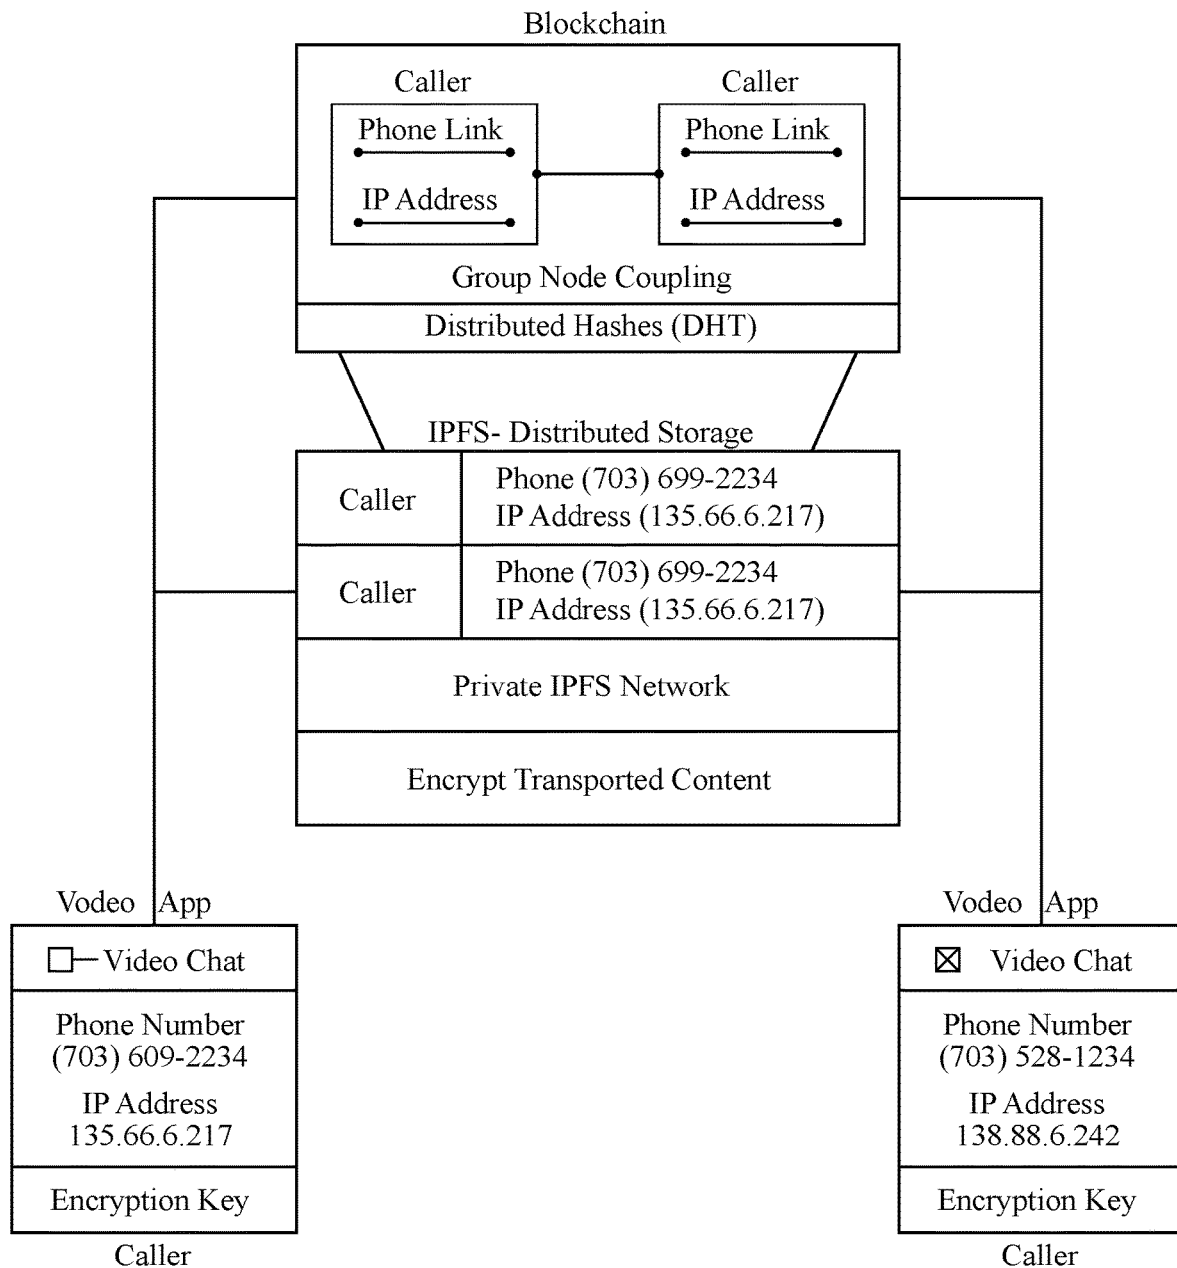 Blockchain
Caller
Caller
Phone Link
Phone Link
IP Address
IP Address
Group Node Coupling
Distributed Hashes (DHT)
IPFS- Distributed Storage
Caller
Phone (703) 699-2234
IP Address (135.66.6.217)
Caller
Phone (703) 699-2234
IP Address (135.66.6.217)
Private IPFS Network
Encrypt Transported Content
Vodeo App
Video Chat
Phone Number
(703) 609-2234
IP Address
135.66.6.217
Encryption Key
Caller
Vodeo App
Video Chat
Phone Number
(703) 528-1234
IP Address
138.88.6.242
Encryption Key
Caller